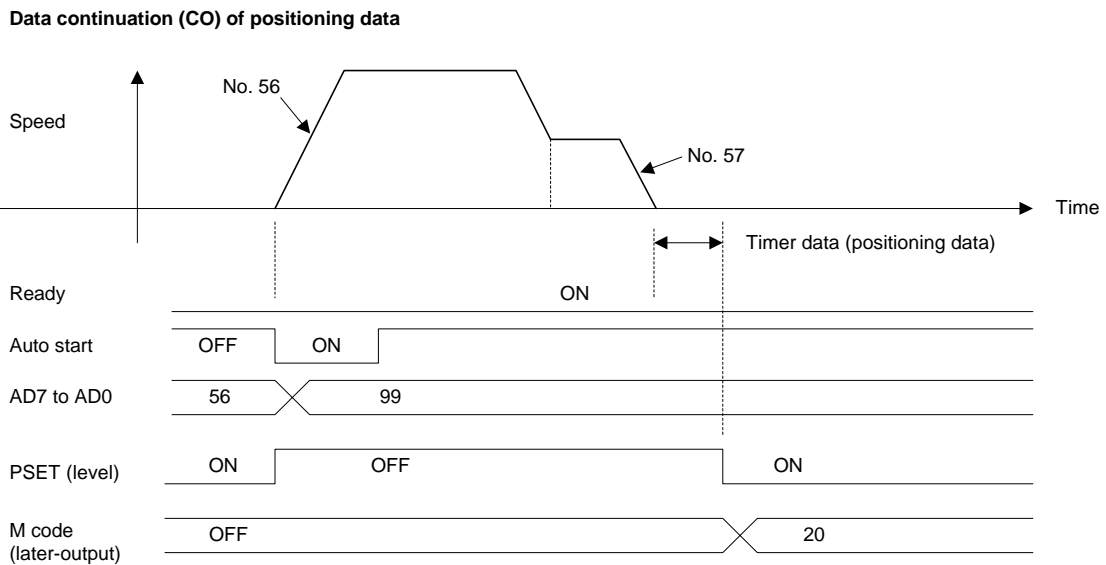 Data continuation (CO) of positioning data
No. 56
Speed
No. 57
Time
Timer data (positioning data)
Ready
ON
Auto start
OFF
ON
AD7 to AD0
56
99
PSET (level)
ON
OFF
ON
M code
(later-output)
OFF
20